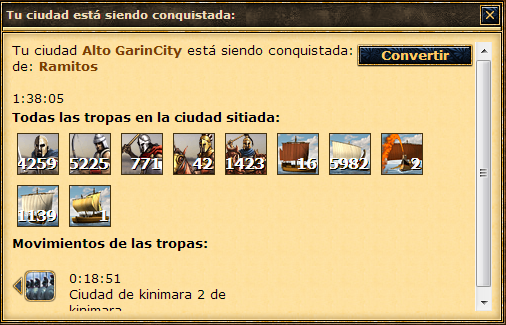 Tu ciudad está siendo conquistada:
Tu ciudad Alto GarinCity está siendo conquistada:
de: Ramitos
Convertir
1:38:05
Todas las tropas en la ciudad sitiada:
4259 5225 771 42 1423 16 5982 2
1139 1
Movimientos de las tropas:
0:18:51
Ciudad de kinimara 2 de
kinimara